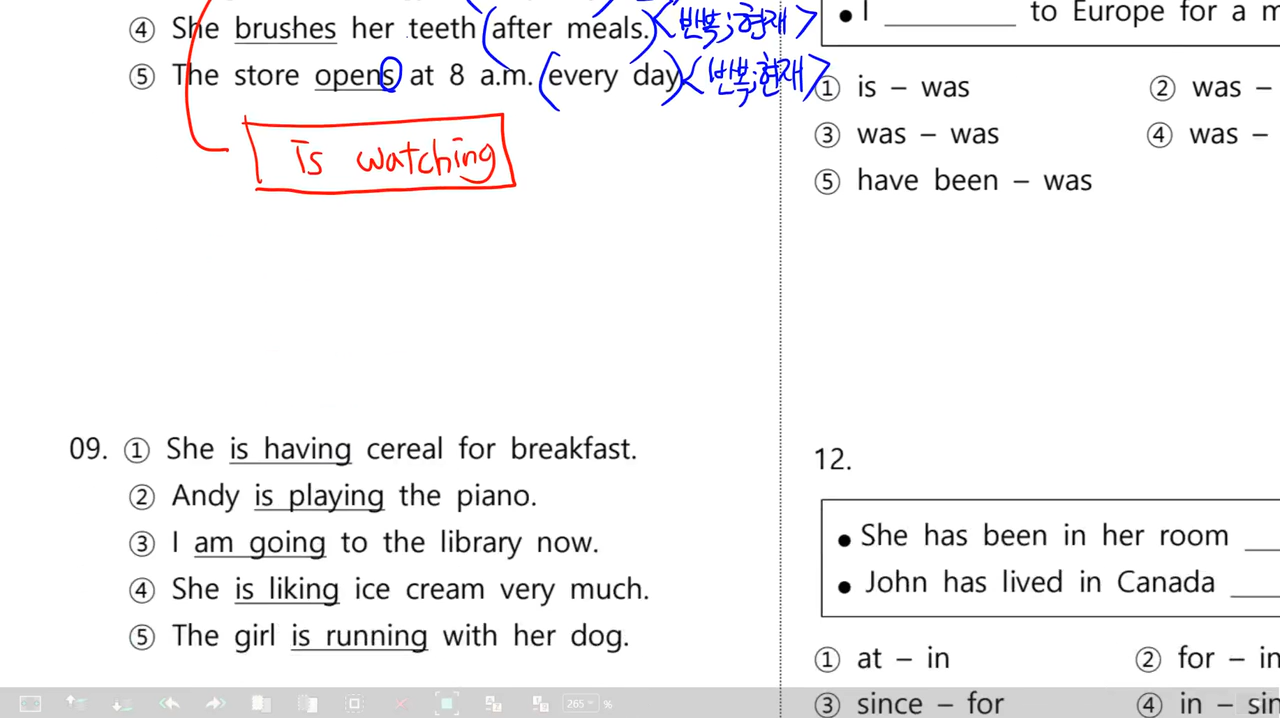 ④ She brushes her teeth (after meals.) <반복;현재>
⑤ The store opens at 8 a.m. (every day) <반복;현재>
is watching
09. ① She is having cereal for breakfast.
② Andy is playing the piano.
③ I am going to the library now.
④ She is liking ice cream very much.
⑤ The girl is running with her dog.
● I ________ to Europe for a m
① is – was
② was –
③ was – was
④ was –
⑤ have been – was
12.
● She has been in her room __
● John has lived in Canada ___
① at – in
② for – in
③ since – for
④ in – sin
265 %